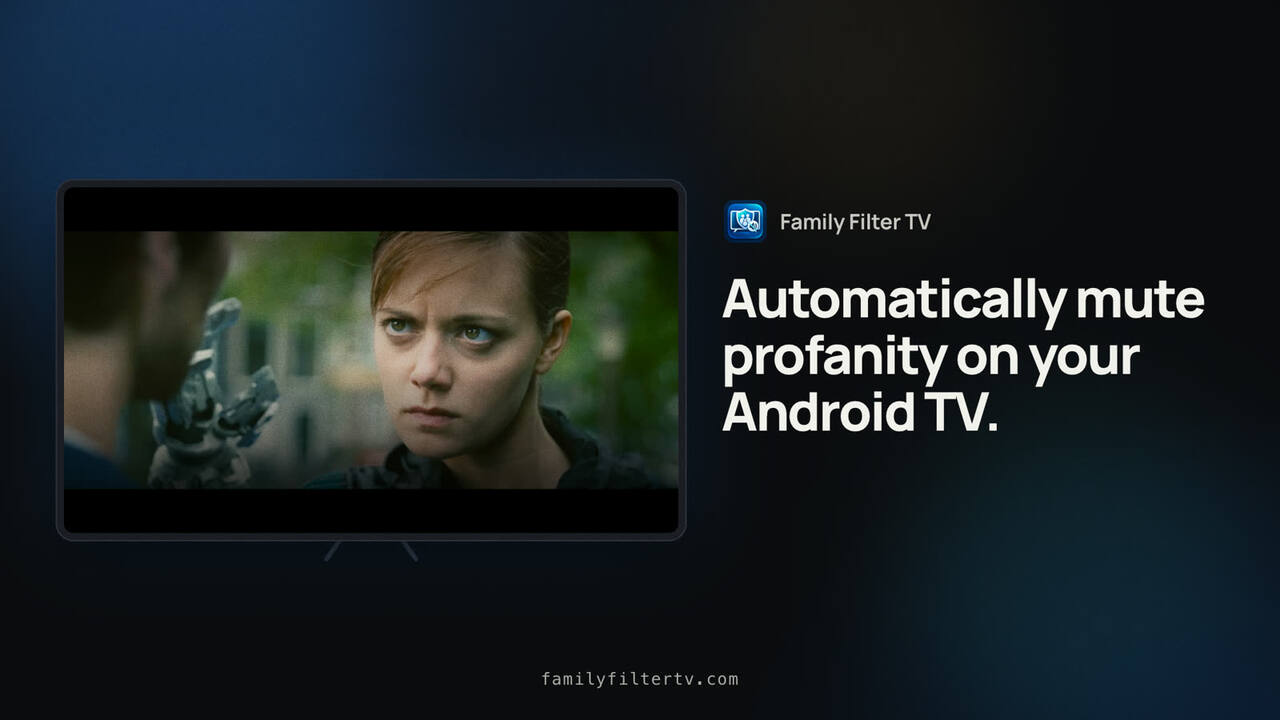 Family Filter TV
Automatically mute
profanity on your
Android TV.
familyfiltertv.com